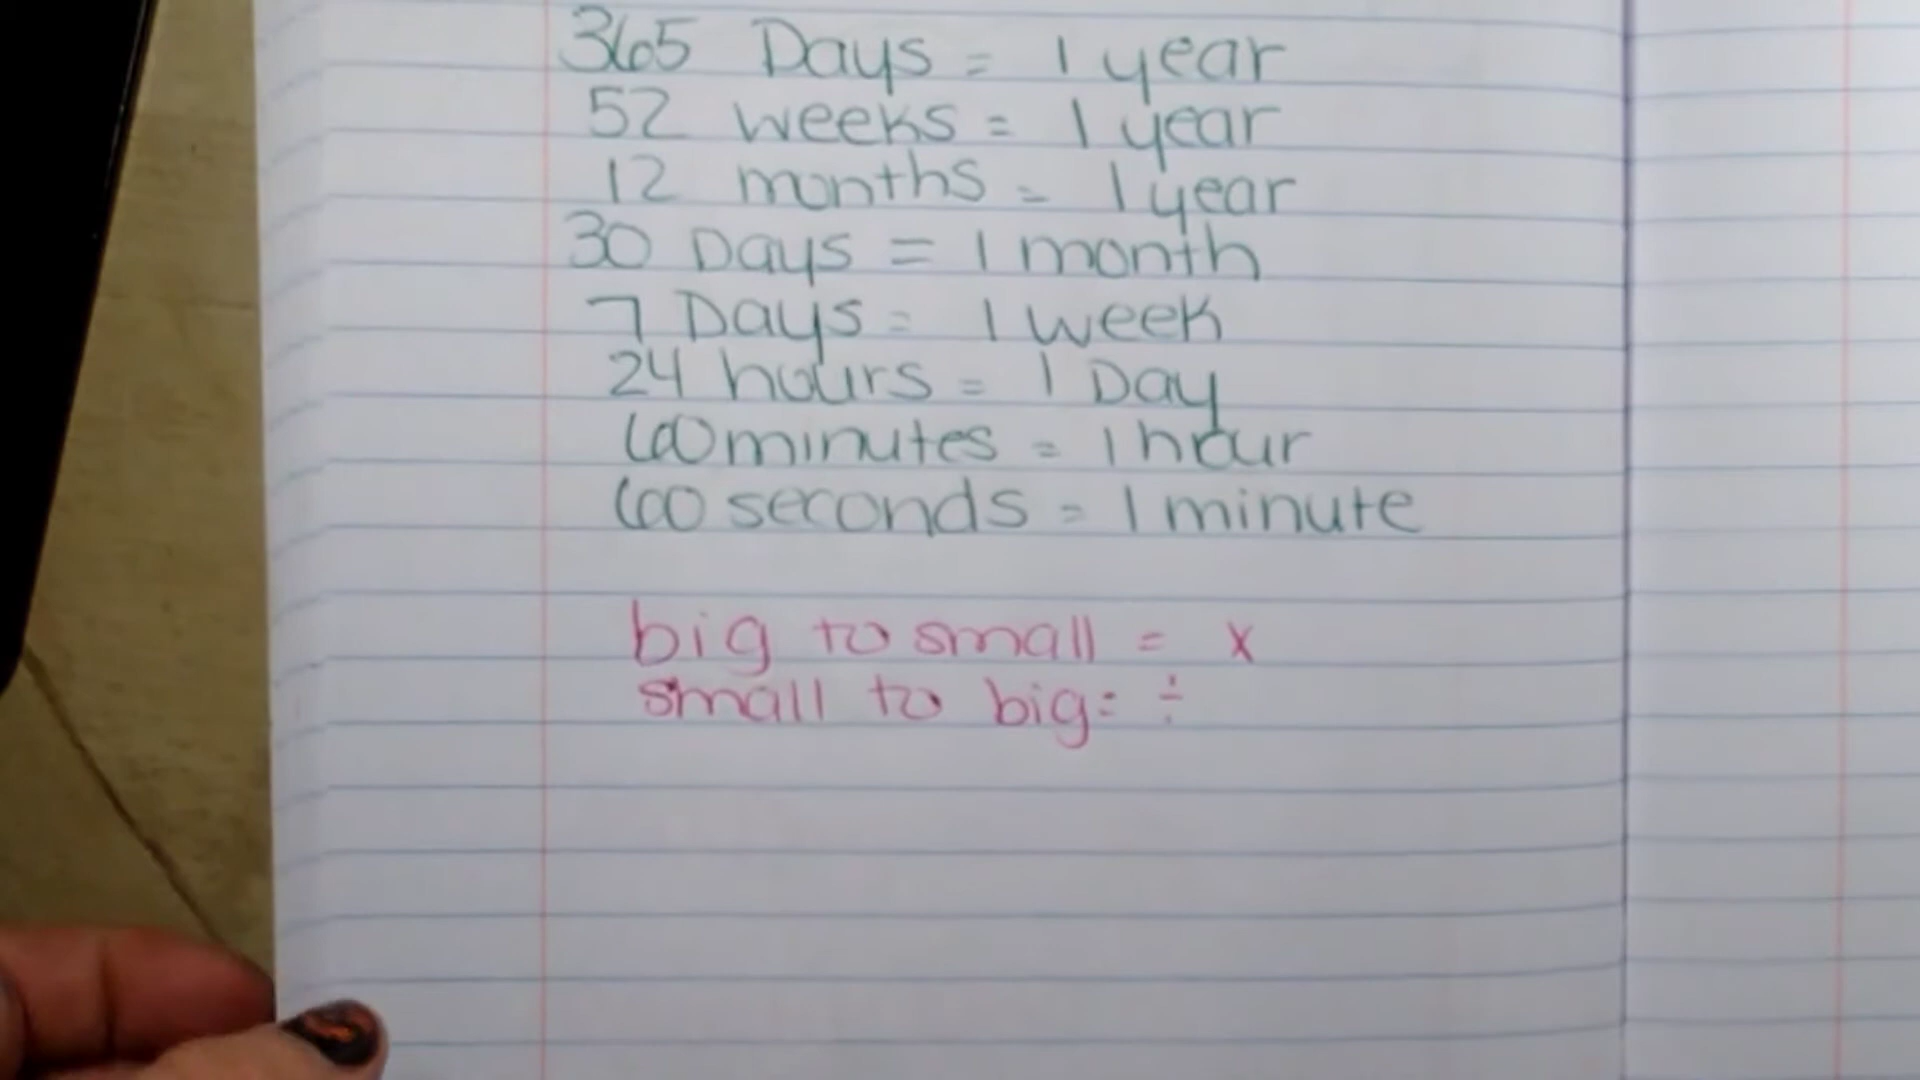 365 Days = 1 year
52 weeks = 1 year
12 months = 1 year
30 Days = 1 month
7 Days = 1 week
24 hours = 1 Day
60 minutes = 1 hour
60 seconds = 1 minute
big to small = x
small to big = ÷